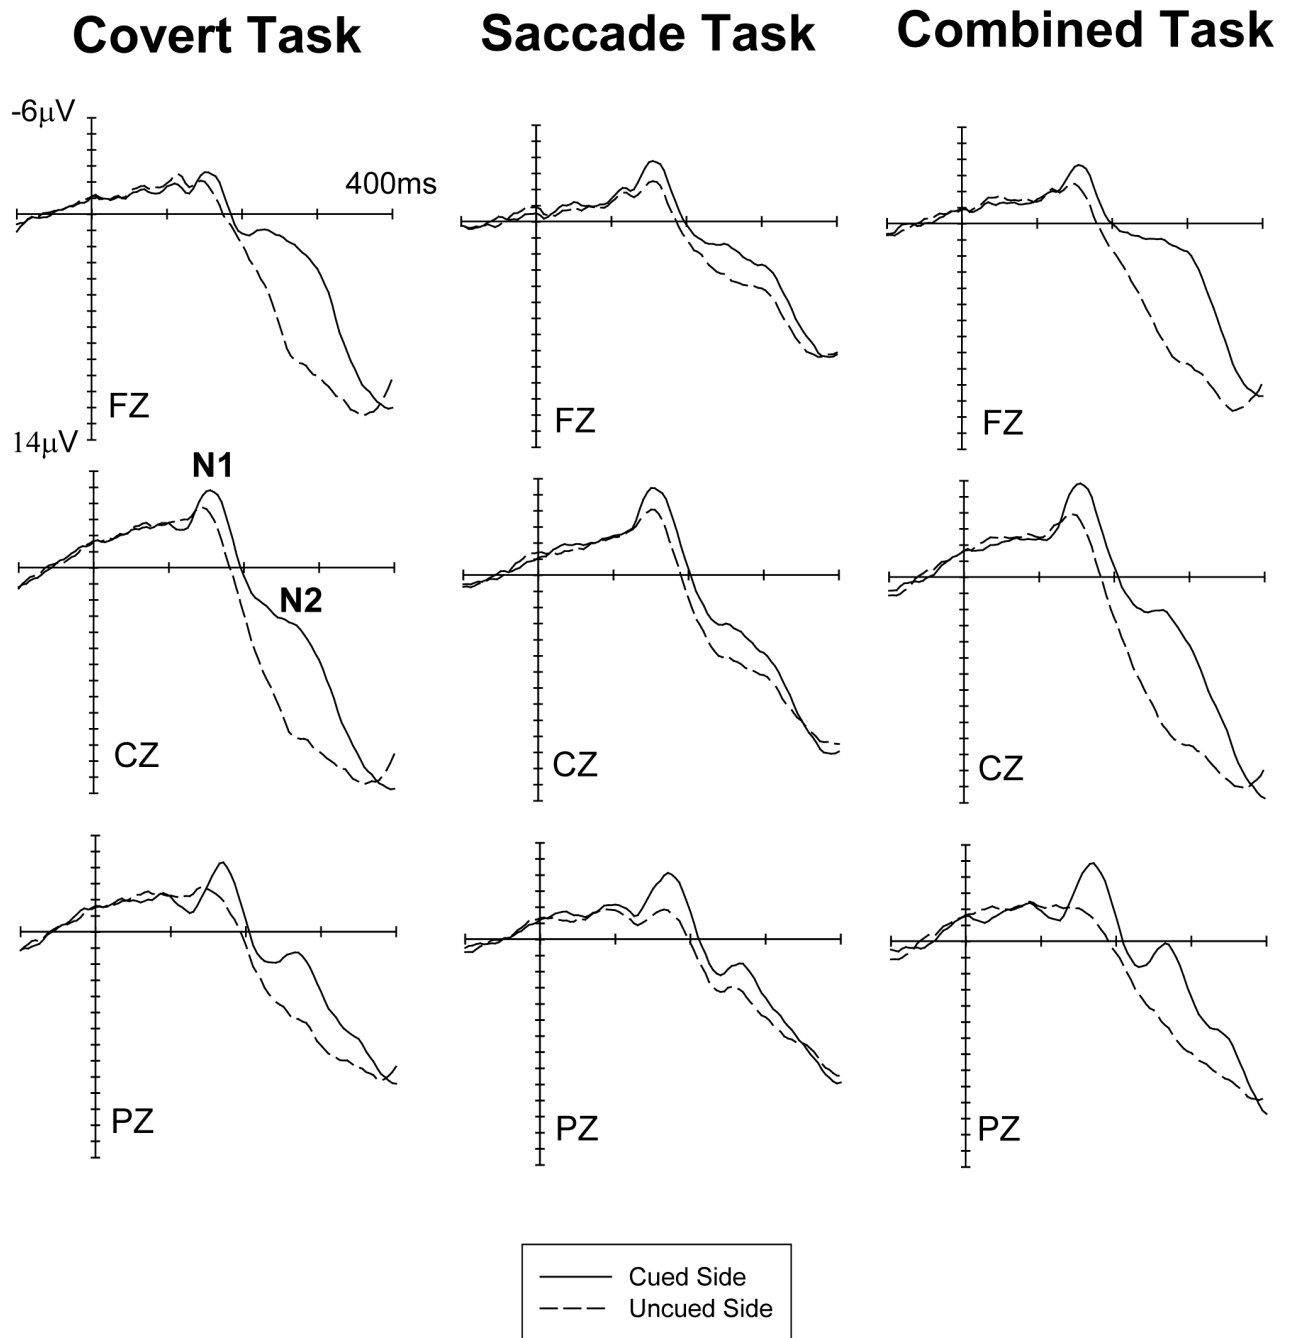 Covert Task Saccade Task Combined Task
-6μV
400ms
FZ FZ FZ
14μV
N1
N2
CZ CZ CZ
PZ PZ PZ
Cued Side
Uncued Side